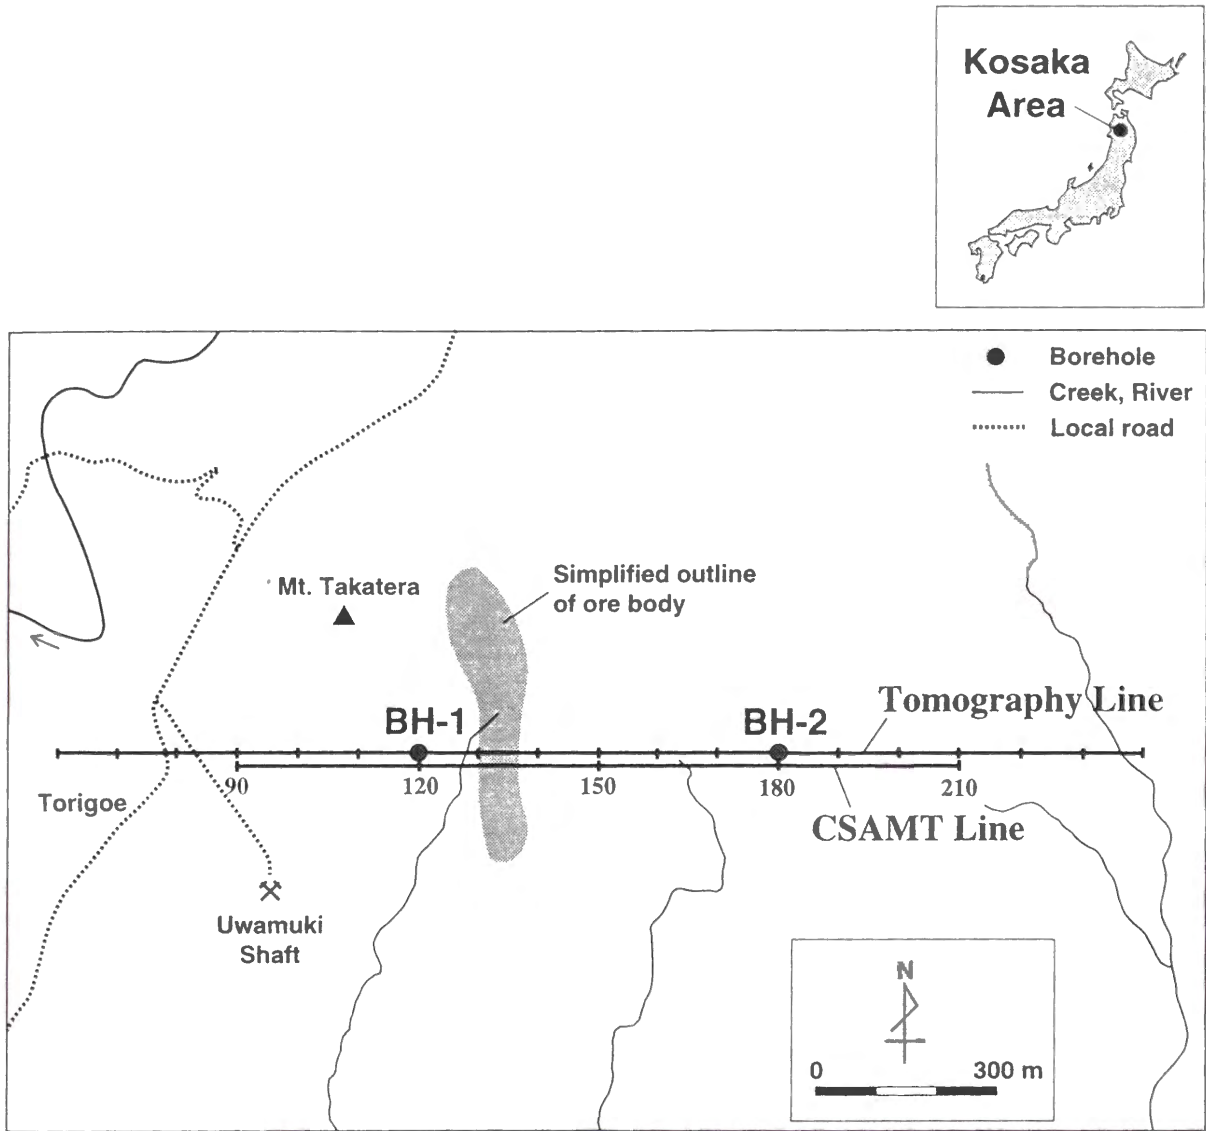 Kosaka
Area
Borehole
Creek, River
Local road
Simplified outline
of ore body
Mt. Takatera
BH-1
BH-2
Tomography Line
90
120
150
180
210
Torigoe
CSAMT Line
Uwamuki
Shaft
N
0
300 m